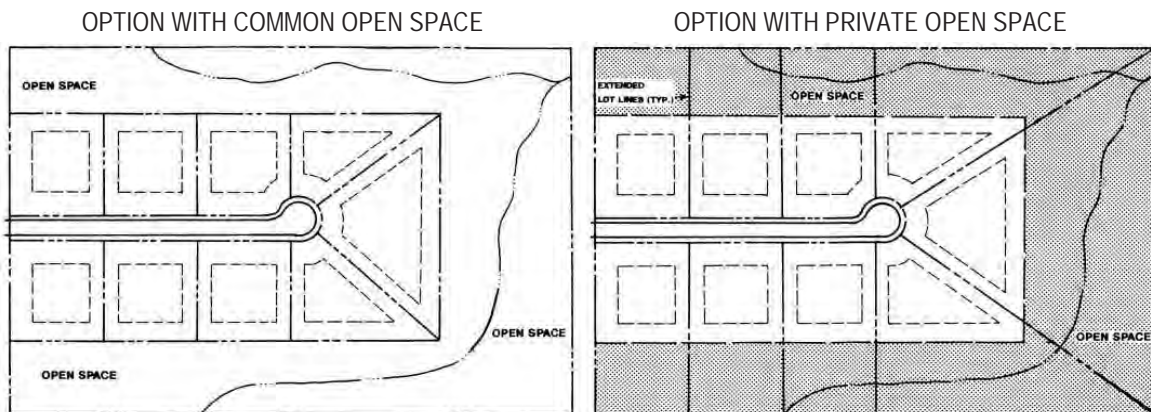 OPTION WITH COMMON OPEN SPACE
OPEN SPACE
OPEN SPACE
OPEN SPACE
OPTION WITH PRIVATE OPEN SPACE
EXTENDED
LOT LINES (TYP.)
OPEN SPACE
OPEN SPACE